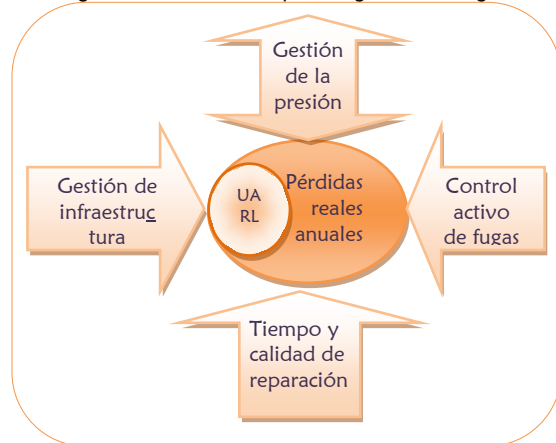 Gestión
de la
presión
Gestión de
infraestruc
tura
UA
RL
Pérdidas
reales
anuales
Control
activo
de fugas
Tiempo y
calidad de
reparación